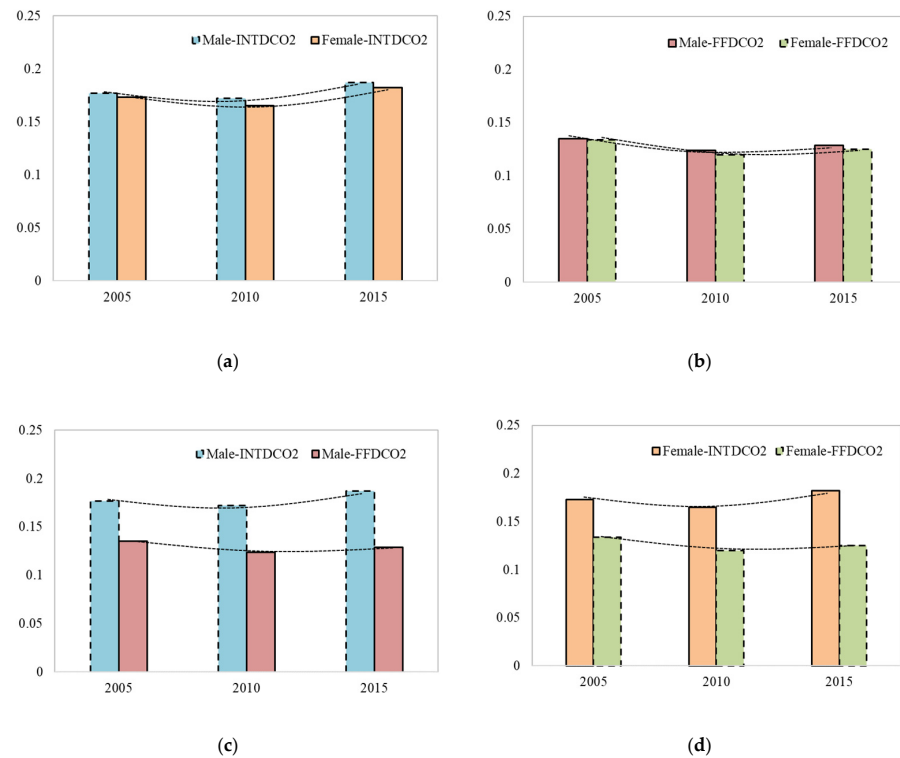 0.25
Male-INTDCO2 Female-INTDCO2
0.2
0.15
0.1
0.05
0
2005 2010 2015
(a)
0.25
Male-FFDCO2 Female-FFDCO2
0.2
0.15
0.1
0.05
0
2005 2010 2015
(b)
0.25
Male-INTDCO2 Male-FFDCO2
0.2
0.15
0.1
0.05
0
2005 2010 2015
(c)
0.25
Female-INTDCO2 Female-FFDCO2
0.2
0.15
0.1
0.05
0
2005 2010 2015
(d)